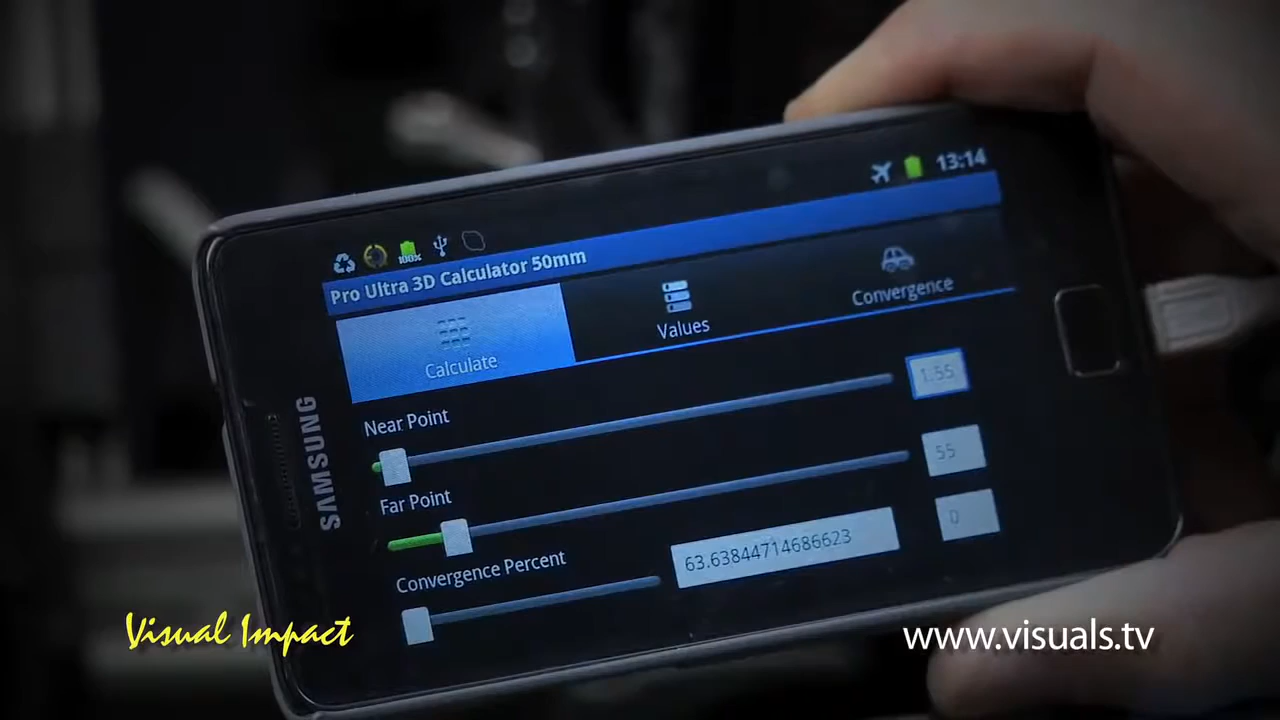 13:14
100%
Pro Ultra 3D Calculator 50mm
Calculate
Values
Convergence
Near Point
1.55
Far Point
55
Convergence Percent
63.63844714686623
0
SAMSUNG
Visual Impact
www.visuals.tv